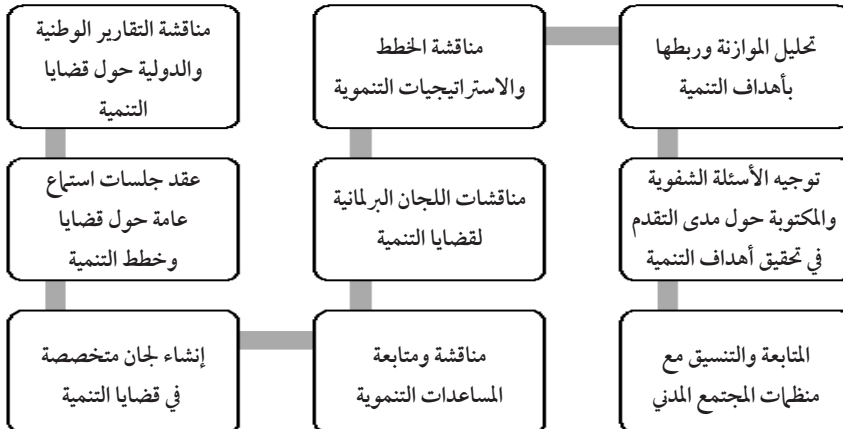 تحليل الموازنة وربطها
بأهداف التنمية
توجيه الأسئلة الشفوية
والمكتوبة حول مدى التقدم
في تحقيق أهداف التنمية
المتابعة والتنسيق مع
منظمات المجتمع المدني
مناقشة الخطط
والاستراتيجيات التنموية
مناقشات اللجان البرلمانية
لقضايا التنمية
مناقشة ومتابعة
المساعدات التنموية
مناقشة التقارير الوطنية
والدولية حول قضايا
التنمية
عقد جلسات استماع
عامة حول قضايا
وخطط التنمية
إنشاء لجان متخصصة
في قضايا التنمية